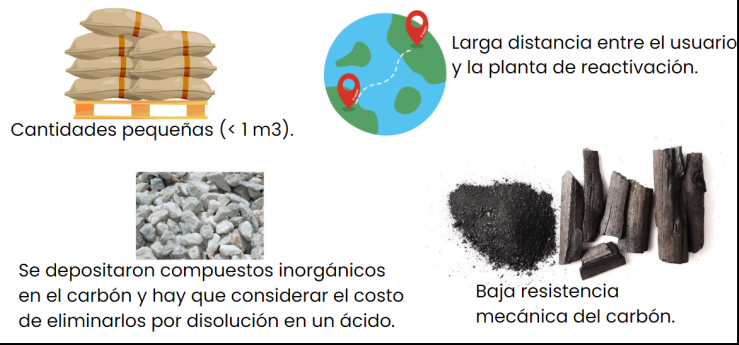 Cantidades pequeñas (< 1 m3).
Larga distancia entre el usuario
y la planta de reactivación.
Se depositaron compuestos inorgánicos
en el carbón y hay que considerar el costo
de eliminarlos por disolución en un ácido.
Baja resistencia
mecánica del carbón.